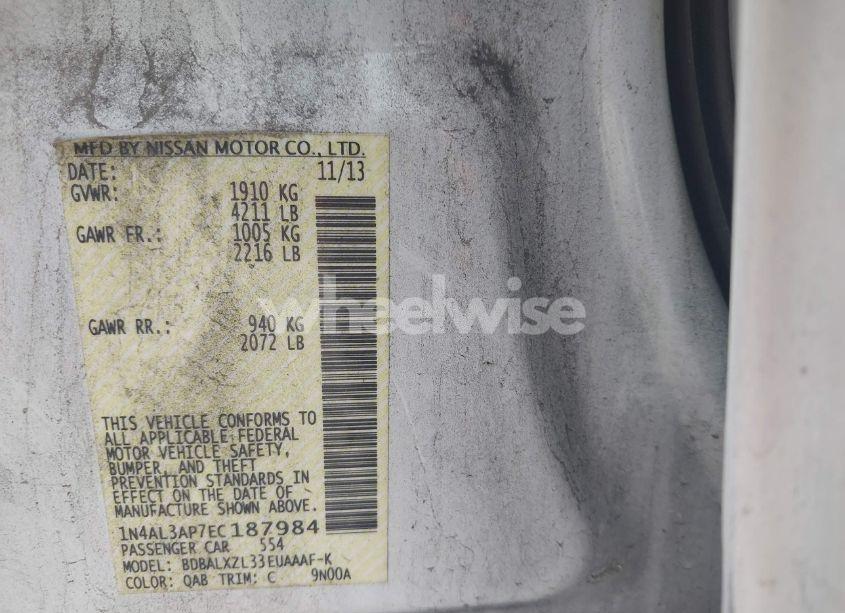 MFD BY NISSAN MOTOR CO., LTD.
DATE: 11/13
GVWR: 1910 KG
4211 LB
GAWR FR.: 1005 KG
2216 LB
GAWR RR.: 940 KG
2072 LB
THIS VEHICLE CONFORMS TO
ALL APPLICABLE FEDERAL
MOTOR VEHICLE SAFETY,
BUMPER, AND THEFT
PREVENTION STANDARDS IN
EFFECT ON THE DATE OF
MANUFACTURE SHOWN ABOVE.
1N4AL3AP7EC187984
PASSENGER CAR 554
MODEL: BDBALXZL33EUAAAF-K
COLOR: QAB TRIM: C 9N00A
wheelwise